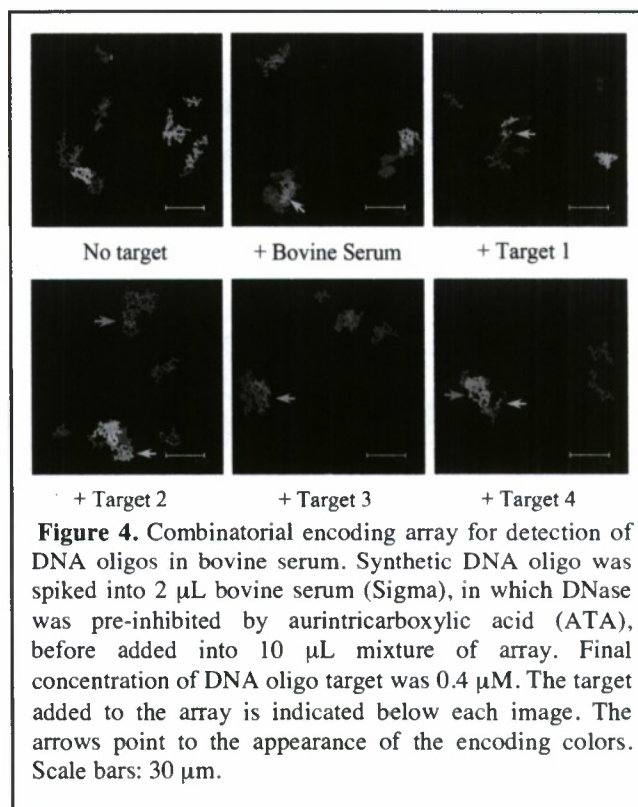 No target + Bovine Serum + Target 1
+ Target 2 + Target 3 + Target 4
Figure 4. Combinatorial encoding array for detection of
DNA oligos in bovine serum. Synthetic DNA oligo was
spiked into 2 μL bovine serum (Sigma), in which DNase
was pre-inhibited by aurintricarboxylic acid (ATA),
before added into 10 μL mixture of array. Final
concentration of DNA oligo target was 0.4 μM. The target
added to the array is indicated below each image. The
arrows point to the appearance of the encoding colors.
Scale bars: 30 μm.